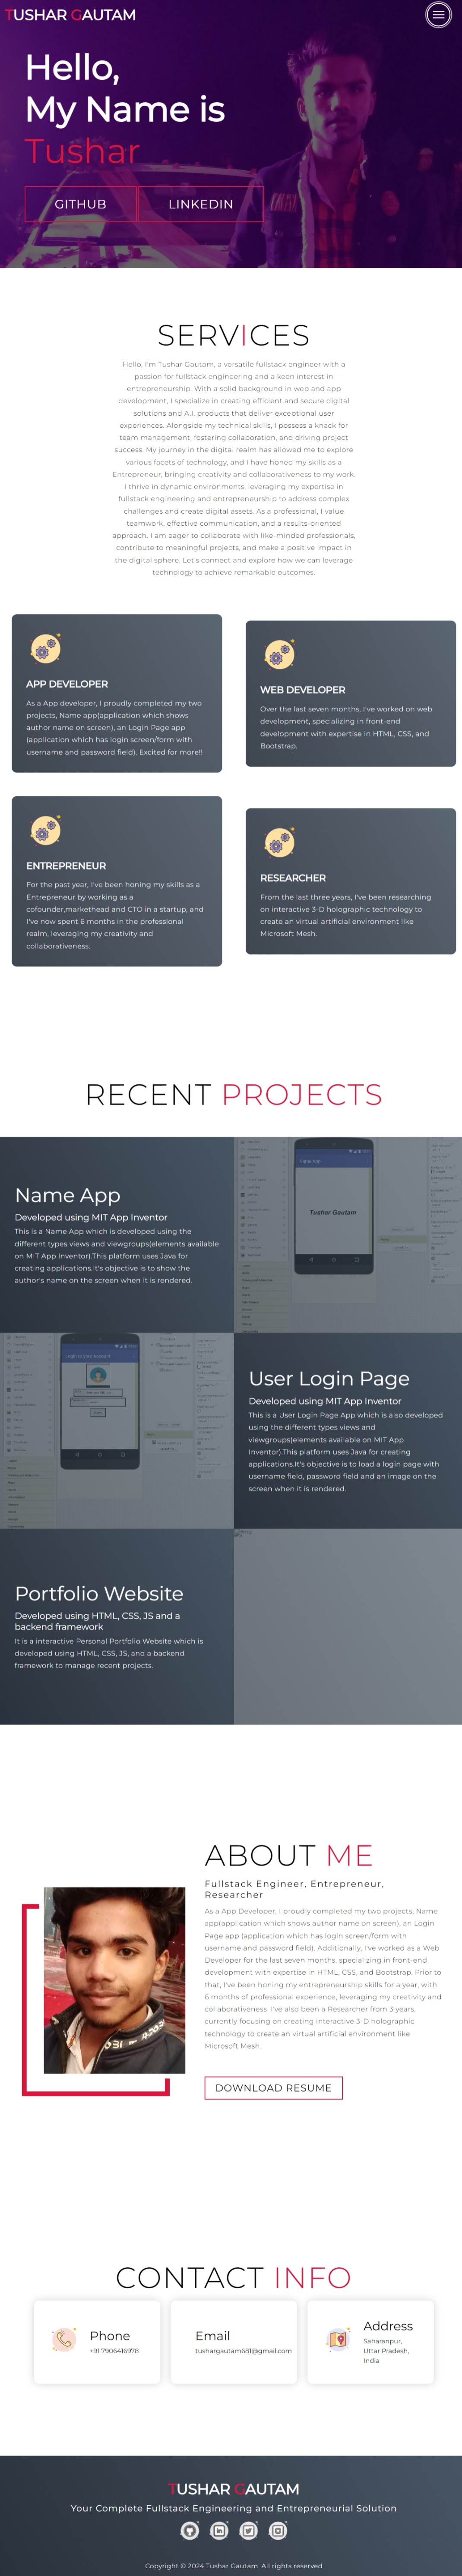 TUSHAR GAUTAM
Hello,
My Name is
Tushar
GITHUB
LINKEDIN
SERVICES
Hello, I'm Tushar Gautam, a versatile fullstack engineer with a
passion for fullstack engineering and a keen interest in
entrepreneurship. With a solid background in web and app
development, I specialize in creating efficient and secure digital
solutions and A.I. products that deliver exceptional user
experiences. Alongside my technical skills, I possess a knack for
team management, fostering collaboration, and driving project
success. My journey in the digital realm has allowed me to explore
various facets of technology, and I have honed my skills as a
Entrepreneur, bringing creativity and collaborativeness to my work.
I thrive in dynamic environments, leveraging my expertise in
fullstack engineering and entrepreneurship to address complex
challenges and create digital assets. As a professional, I value
teamwork, effective communication, and a results-oriented
approach. I am eager to collaborate with like-minded professionals,
contribute to meaningful projects, and make a positive impact in
the digital sphere. Let's connect and explore how we can leverage
technology to achieve remarkable outcomes.
APP DEVELOPER
As a App developer, I proudly completed my two
projects, Name app(application which shows
author name on screen), an Login Page app
(application which has login screen/form with
username and password field). Excited for more!!
WEB DEVELOPER
Over the last seven months, I've worked on web
development, specializing in front-end
development with expertise in HTML, CSS, and
Bootstrap.
ENTREPRENEUR
For the past year, I've been honing my skills as a
Entrepreneur by working as a
cofounder,markethead and CTO in a startup, and
I've now spent 6 months in the professional
realm, leveraging my creativity and
collaborativeness.
RESEARCHER
From the last three years, I've been researching
on interactive 3-D holographic technology to
create an virtual artificial environment like
Microsoft Mesh.
RECENT PROJECTS
Name App
Developed using MIT App Inventor
This is a Name App which is developed using the
different types views and viewgroups(elements available
on MIT App Inventor).This platform uses Java for
creating applications.It's objective is to show the
author's name on the screen when it is rendered.
Name App
Tushar Gautam
Login to your Account
User Login Page
Developed using MIT App Inventor
This is a User Login Page App which is also developed
using the different types views and
viewgroups(elements available on MIT App
Inventor).This platform uses Java for creating
applications.It's objective is to load a login page with
username field, password field and an image on the
screen when it is rendered.
Portfolio Website
Developed using HTML, CSS, JS and a
backend framework
It is a interactive Personal Portfolio Website which is
developed using HTML, CSS, JS, and a backend
framework to manage recent projects.
ABOUT ME
Fullstack Engineer, Entrepreneur,
Researcher
As a App Developer, I proudly completed my two projects, Name
app(application which shows author name on screen), an Login
Page app (application which has login screen/form with
username and password field). Additionally, I've worked as a Web
Developer for the last seven months, specializing in front-end
development with expertise in HTML, CSS, and Bootstrap. Prior to
that, I've been honing my entrepreneurship skills for a year, with
6 months of professional experience, leveraging my creativity and
collaborativeness. I've also been a Researcher from 3 years,
currently focusing on creating interactive 3-D holographic
technology to create an virtual artificial environment like
Microsoft Mesh.
DOWNLOAD RESUME
CONTACT INFO
Phone
+91 7906416978
Email
tushargautam681@gmail.com
Address
Saharanpur,
Uttar Pradesh,
India
TUSHAR GAUTAM
Your Complete Fullstack Engineering and Entrepreneurial Solution
Copyright © 2024 Tushar Gautam. All rights reserved